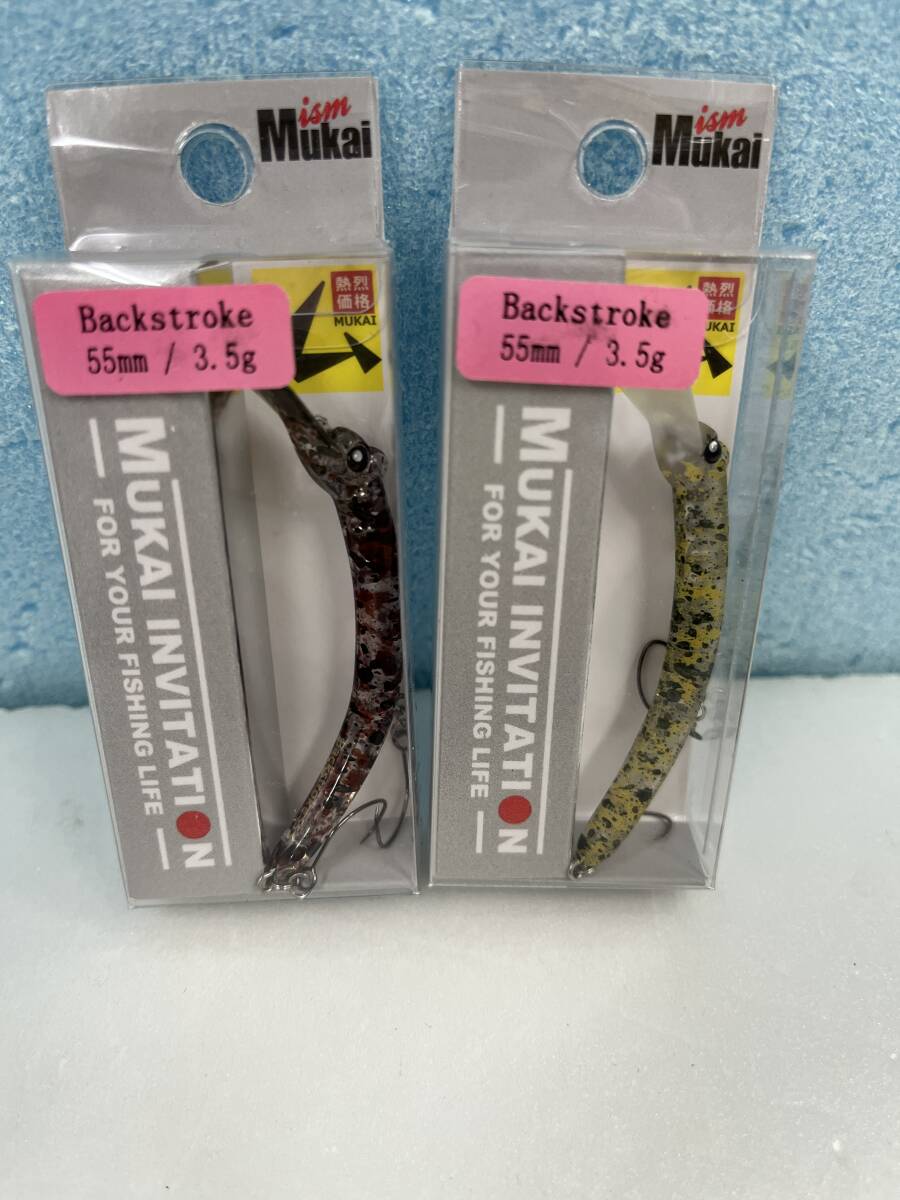 ism
Mukai
熱烈
価格
MUKAI
Backstroke
55mm / 3.5g
MUKAI INVITATION
FOR YOUR FISHING LIFE
ism
Mukai
熱烈
価格
UKAI
Backstroke
55mm / 3.5g
MUKAI INVITATION
FOR YOUR FISHING LIFE